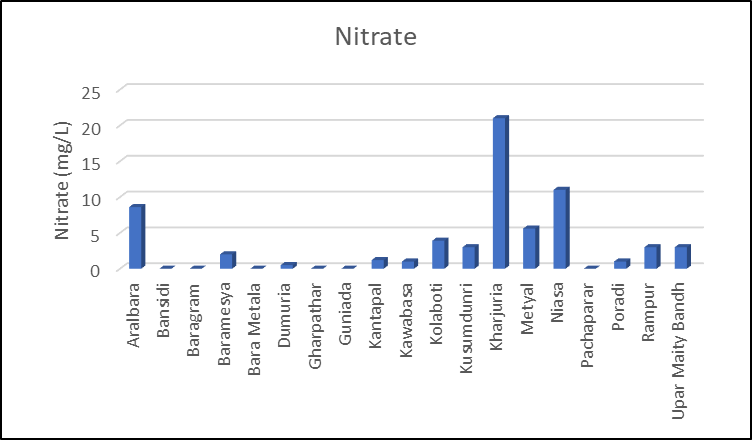 Nitrate
Nitrate (mg/L)
25
20
15
10
5
0
Aralbara
Bansidi
Baragram
Baramesya
Bara Metala
Dumuria
Gharpathar
Guniada
Kantapal
Kawabasa
Kolaboti
Kusumdunri
Kharjuria
Metyal
Niasa
Pachaparar
Poradi
Rampur
Upar Maity Bandh